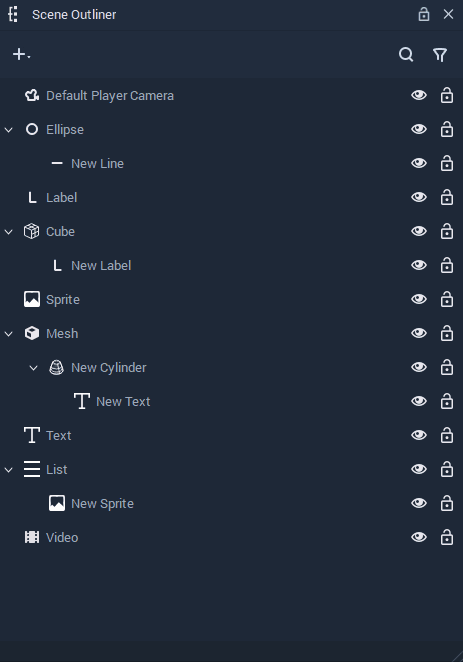 Scene Outliner
Default Player Camera
Ellipse
New Line
Label
Cube
New Label
Sprite
Mesh
New Cylinder
New Text
Text
List
New Sprite
Video